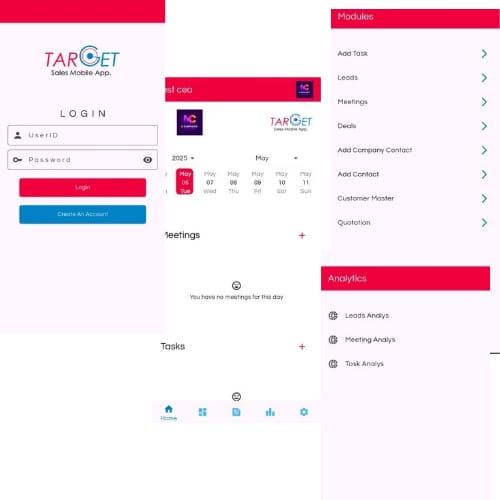 TARGET
Sales Mobile App.
LOGIN
UserID
Password
Login
Create An Account
est ceo
NC
TARGET
Sales Mobile App.
2025 May
May May May May May May
06 07 08 09 10 11
Tue Wed Thu Fri Sat Sun
Meetings +
You have no meetings for this day
Tasks +
Home
Modules
Add Task
Leads
Meetings
Deals
Add Company Contact
Add Contact
Customer Master
Quotation
Analytics
Leads Analys
Meeting Analys
Task Analys